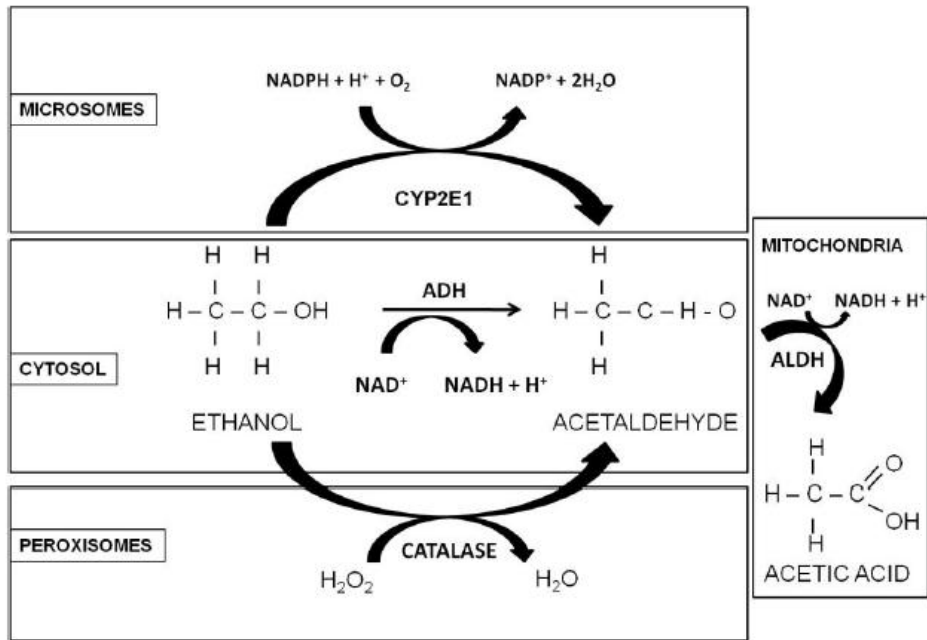 NADPH + H⁺ + O₂ NADP⁺ + 2H₂O
MICROSOMES
CYP2E1
H H H
H – C – C – OH ADH H – C – C – H - O
H H H
CYTOSOL
NAD⁺ NADH + H⁺
ETHANOL ACETALDEHYDE
PEROXISOMES
CATALASE
H₂O₂ H₂O
MITOCHONDRIA
NAD⁺ NADH + H⁺
ALDH
H O
H – C – C
H OH
ACETIC ACID